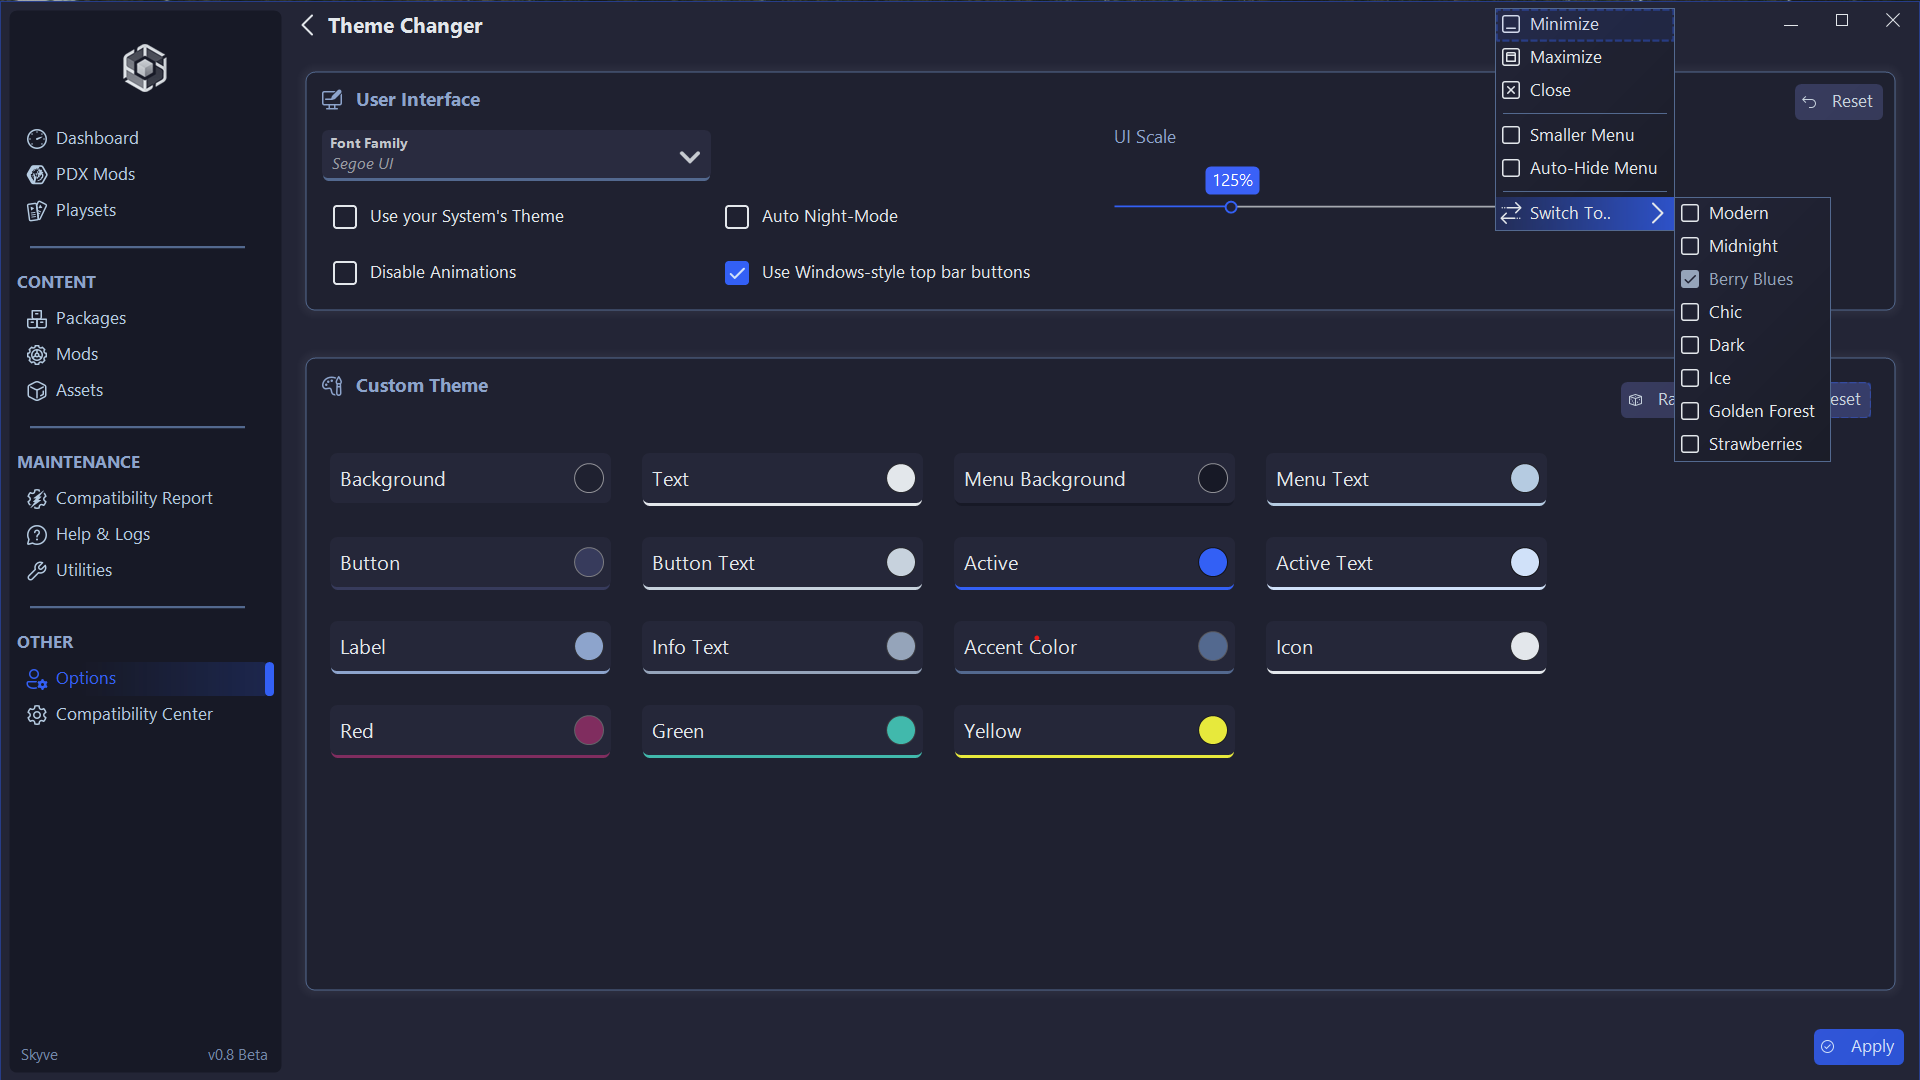 Theme Changer
Dashboard
PDX Mods
Playsets
CONTENT
Packages
Mods
Assets
MAINTENANCE
Compatibility Report
Help & Logs
Utilities
OTHER
Options
Compatibility Center
Skyve
v0.8 Beta
User Interface
Reset
Font Family
Segoe UI
Use your System's Theme
Auto Night-Mode
Disable Animations
Use Windows-style top bar buttons
UI Scale
125%
Minimize
Maximize
Close
Smaller Menu
Auto-Hide Menu
Switch To..
Modern
Midnight
Berry Blues
Chic
Dark
Ice
Golden Forest
Strawberries
Custom Theme
Background
Text
Menu Background
Menu Text
Button
Button Text
Active
Active Text
Label
Info Text
Accent Color
Icon
Red
Green
Yellow
Apply